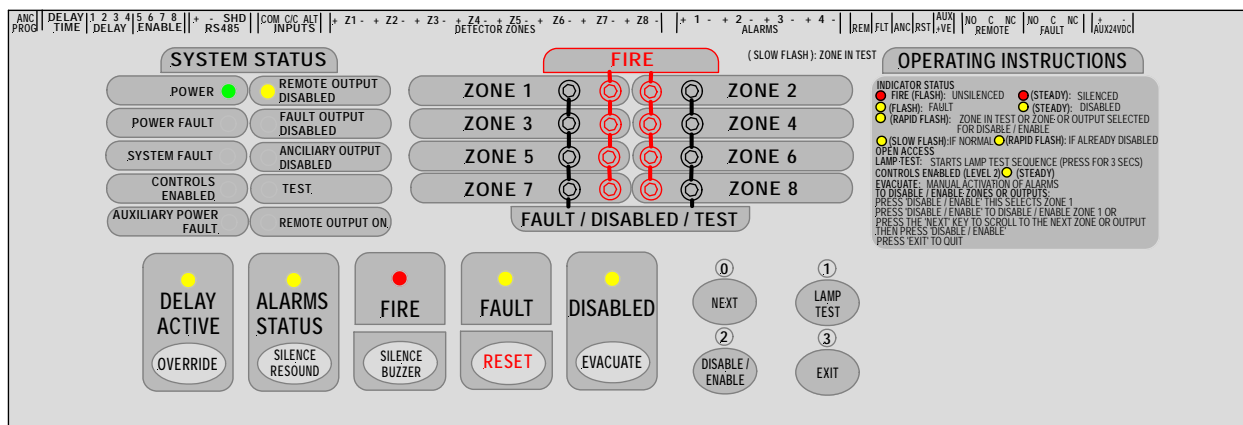 ANC PROG
DELAY TIME
1 2 3 4 DELAY
5 6 7 8 ENABLE
+ - SHD RS485
COM C/C ALT INPUTS
+ Z1 - + Z2 - + Z3 - + Z4 - + Z5 - + Z6 - + Z7 - + Z8 -
DETECTOR ZONES
+ 1 - + 2 - + 3 - + 4 -
ALARMS
REM FLT ANC RST AUX +VE
NO C NC REMOTE
NO C NC FAULT
+ - AUX24VDC
SYSTEM STATUS
POWER
POWER FAULT
SYSTEM FAULT
CONTROLS
ENABLED
AUXILIARY POWER
FAULT
REMOTE OUTPUT
DISABLED
FAULT OUTPUT
DISABLED
ANCILIARY OUTPUT
DISABLED
TEST
REMOTE OUTPUT ON
FIRE
( SLOW FLASH ): ZONE IN TEST
ZONE 1
ZONE 2
ZONE 3
ZONE 4
ZONE 5
ZONE 6
ZONE 7
ZONE 8
FAULT / DISABLED / TEST
OPERATING INSTRUCTIONS
INDICATOR STATUS
FIRE (FLASH): UNSILENCED (STEADY): SILENCED
(FLASH): FAULT (STEADY): DISABLED
(RAPID FLASH): ZONE IN TEST OR ZONE OR OUTPUT SELECTED
FOR DISABLE / ENABLE
(SLOW FLASH):IF NORMAL (RAPID FLASH): IF ALREADY DISABLED
OPEN ACCESS
LAMP TEST: STARTS LAMP TEST SEQUENCE (PRESS FOR 3 SECS)
CONTROLS ENABLED (LEVEL 2) (STEADY)
EVACUATE: MANUAL ACTIVATION OF ALARMS
TO DISABLE / ENABLE ZONES OR OUTPUTS:
PRESS 'DISABLE / ENABLE' THIS SELECTS ZONE 1
PRESS 'DISABLE / ENABLE' TO DISABLE / ENABLE ZONE 1 OR
PRESS THE 'NEXT' KEY TO SCROLL TO THE NEXT ZONE OR OUTPUT
THEN PRESS 'DISABLE / ENABLE'
PRESS 'EXIT' TO QUIT
DELAY
ACTIVE
OVERRIDE
ALARMS
STATUS
SILENCE
RESOUND
FIRE
SILENCE
BUZZER
FAULT
RESET
DISABLED
EVACUATE
0
NEXT
1
LAMP
TEST
2
DISABLE /
ENABLE
3
EXIT